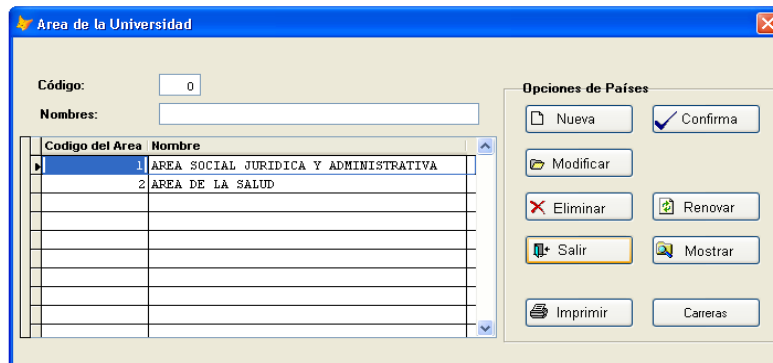 Area de la Universidad
Código: 0
Nombres:
Codigo del Area Nombre
1 AREA SOCIAL JURIDICA Y ADMINISTRATIVA
2 AREA DE LA SALUD
Opciones de Países
Nueva Confirma
Modificar
Eliminar Renovar
Salir Mostrar
Imprimir Carreras